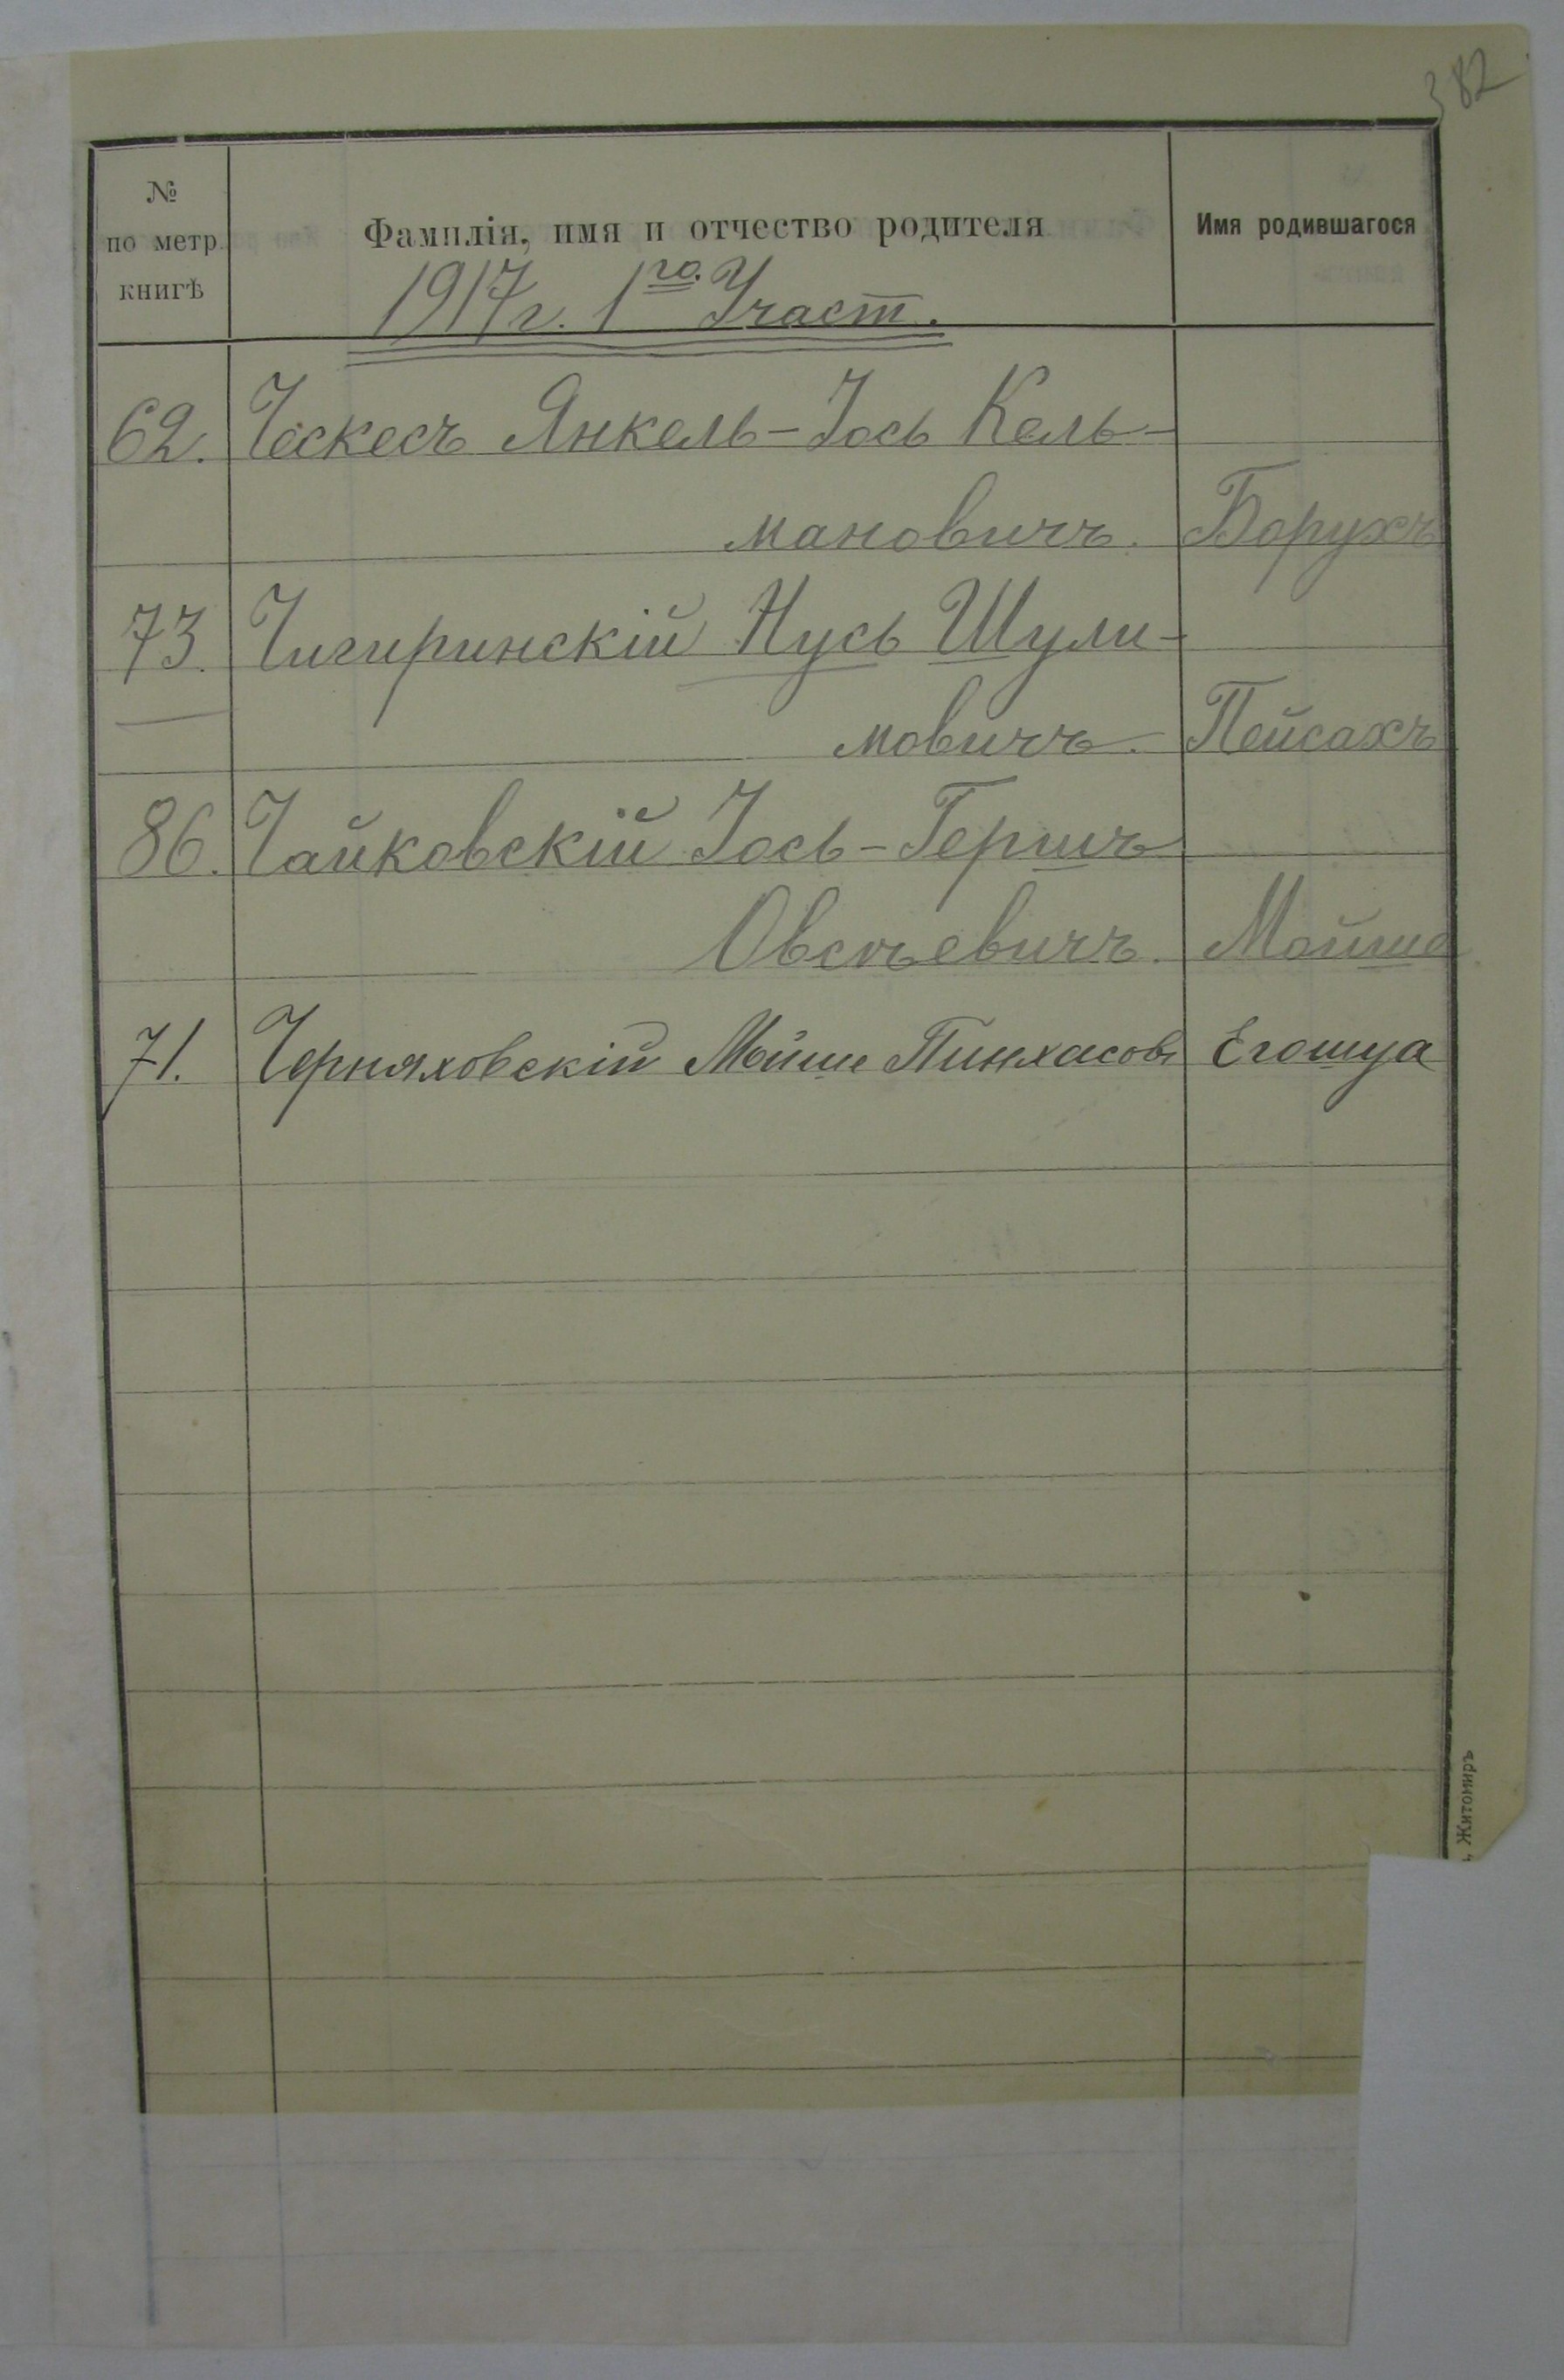 382
№
по метр.
книгѣ
Фамилія, имя и отчество родителя
Имя родившагося
1917г. 1го. Участ.
62. Ческесъ Янкель-Іось Кель-
мановичъ. Борухъ
73. Чигиринскій Нусь Шули-
мовичъ. Пейсахъ
86. Чайковскій Іось-Гершъ
Овсѣевичъ. Мойше
71. Черняховскій Мойше Пинхасовъ Егошуа
Житомиръ